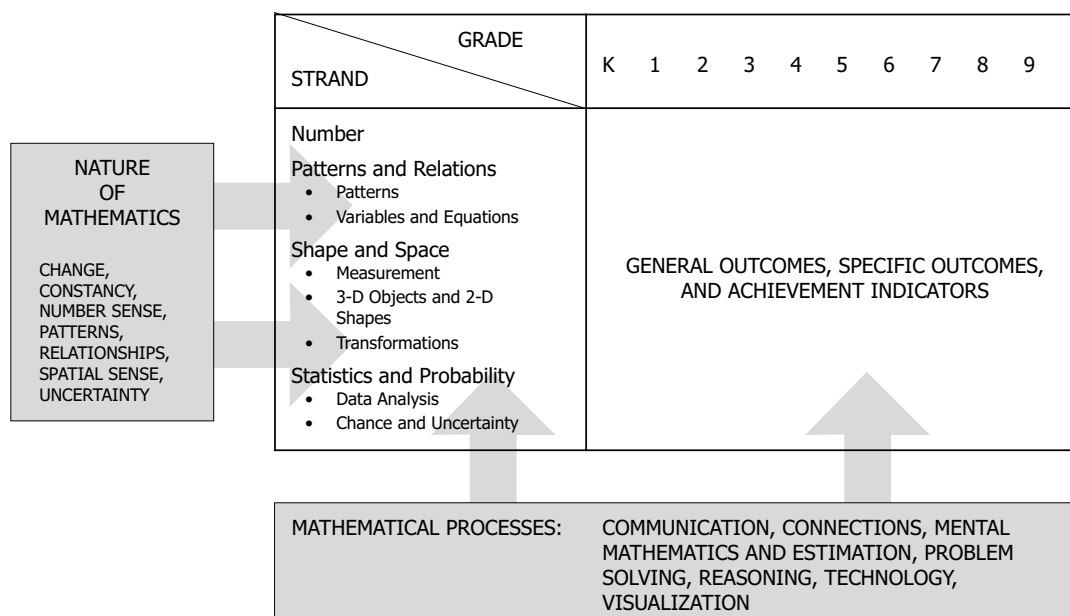 GRADE
STRAND
K 1 2 3 4 5 6 7 8 9
NATURE
OF
MATHEMATICS
CHANGE,
CONSTANCY,
NUMBER SENSE,
PATTERNS,
RELATIONSHIPS,
SPATIAL SENSE,
UNCERTAINTY
Number
Patterns and Relations
• Patterns
• Variables and Equations
Shape and Space
• Measurement
• 3-D Objects and 2-D
Shapes
• Transformations
Statistics and Probability
• Data Analysis
• Chance and Uncertainty
GENERAL OUTCOMES, SPECIFIC OUTCOMES,
AND ACHIEVEMENT INDICATORS
MATHEMATICAL PROCESSES:
COMMUNICATION, CONNECTIONS, MENTAL
MATHEMATICS AND ESTIMATION, PROBLEM
SOLVING, REASONING, TECHNOLOGY,
VISUALIZATION